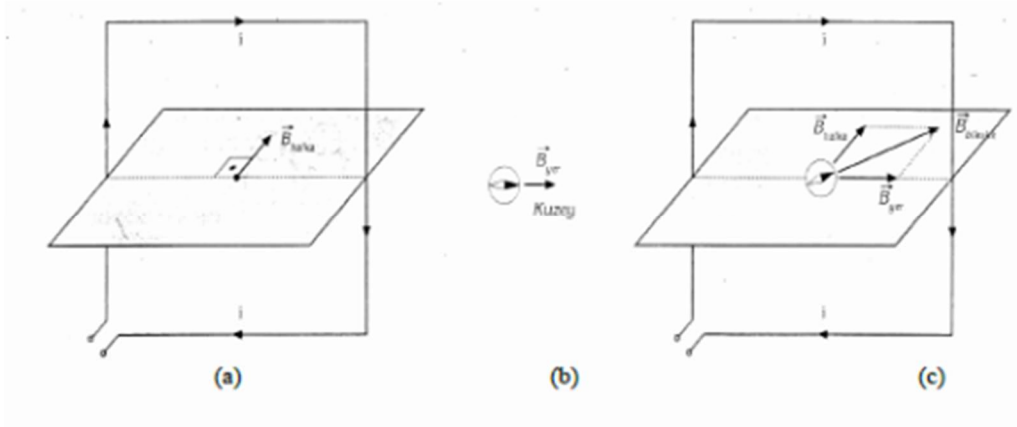 i
B halka
i
(a)
B yer
Kuzey
(b)
i
B halka
B bileşke
B yer
i
(c)